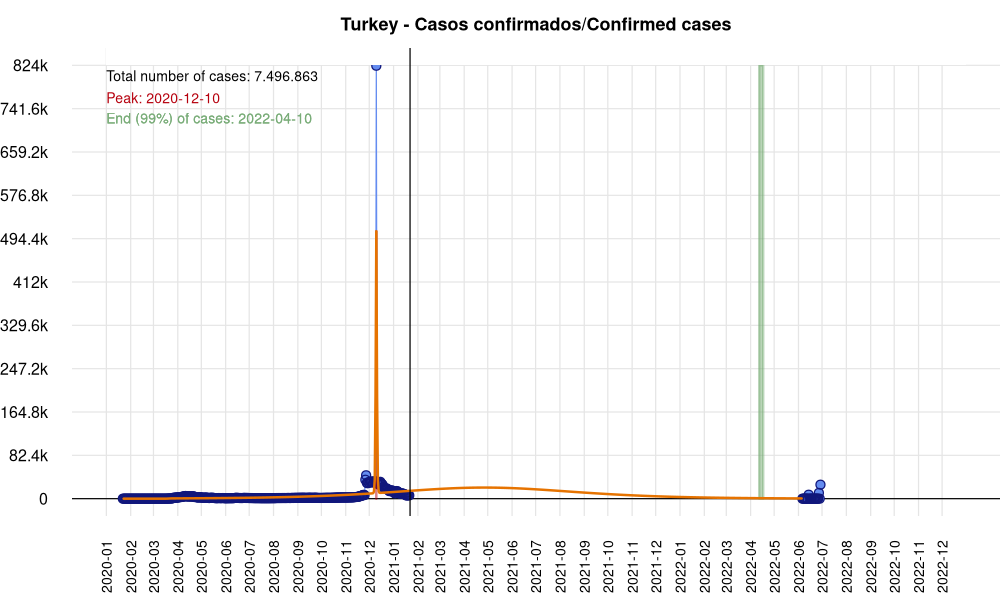 Turkey - Casos confirmados/Confirmed cases
824k
Total number of cases: 7.496.863
Peak: 2020-12-10
741.6k
End (99%) of cases: 2022-04-10
659.2k
576.8k
494.4k
412k
329.6k
247.2k
164.8k
82.4k
0
2020-01
2020-02
2020-03
2020-04
2020-05
2020-06
2020-07
2020-08
2020-09
2020-10
2020-11
2020-12
2021-01
2021-02
2021-03
2021-04
2021-05
2021-06
2021-07
2021-08
2021-09
2021-10
2021-11
2021-12
2022-01
2022-02
2022-03
2022-04
2022-05
2022-06
2022-07
2022-08
2022-09
2022-10
2022-11
2022-12